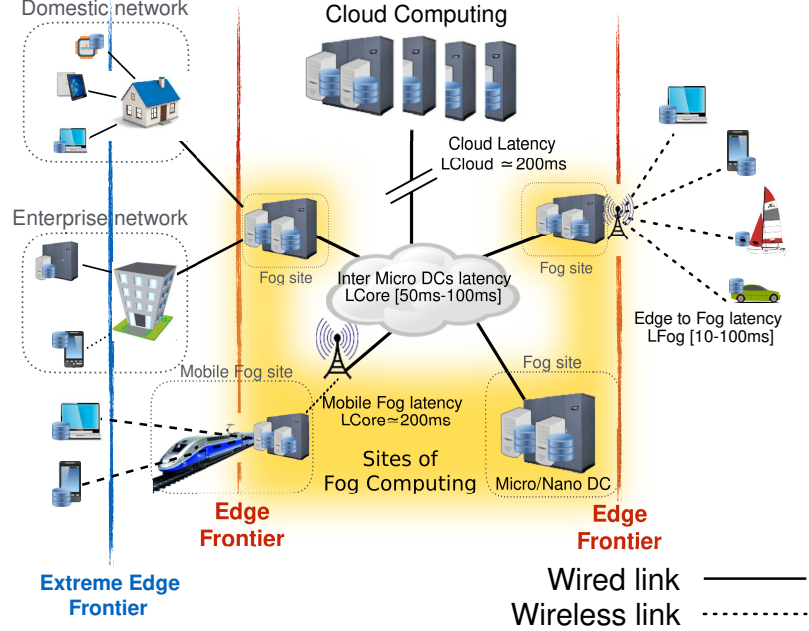 Domestic network
Cloud Computing
Cloud Latency
LCloud ≃200ms
Enterprise network
Fog site
Inter Micro DCs latency
LCore [50ms-100ms]
Fog site
Edge to Fog latency
LFog [10-100ms]
Mobile Fog site
Fog site
Mobile Fog latency
LCore≃200ms
Sites of
Fog Computing
Micro/Nano DC
Edge
Frontier
Edge
Frontier
Extreme Edge
Frontier
Wired link
Wireless link